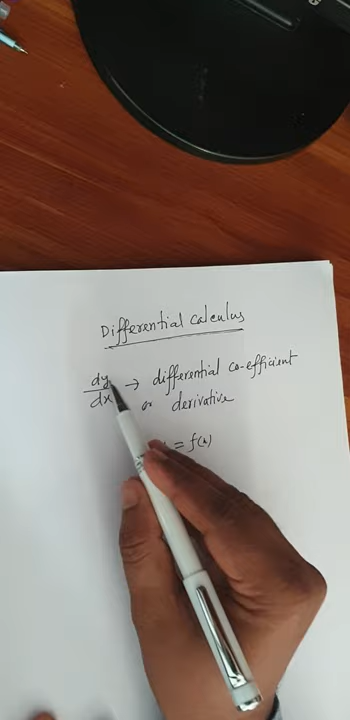 Differential Calculus
dy/dx → differential co-efficient
or derivative
= f(x)